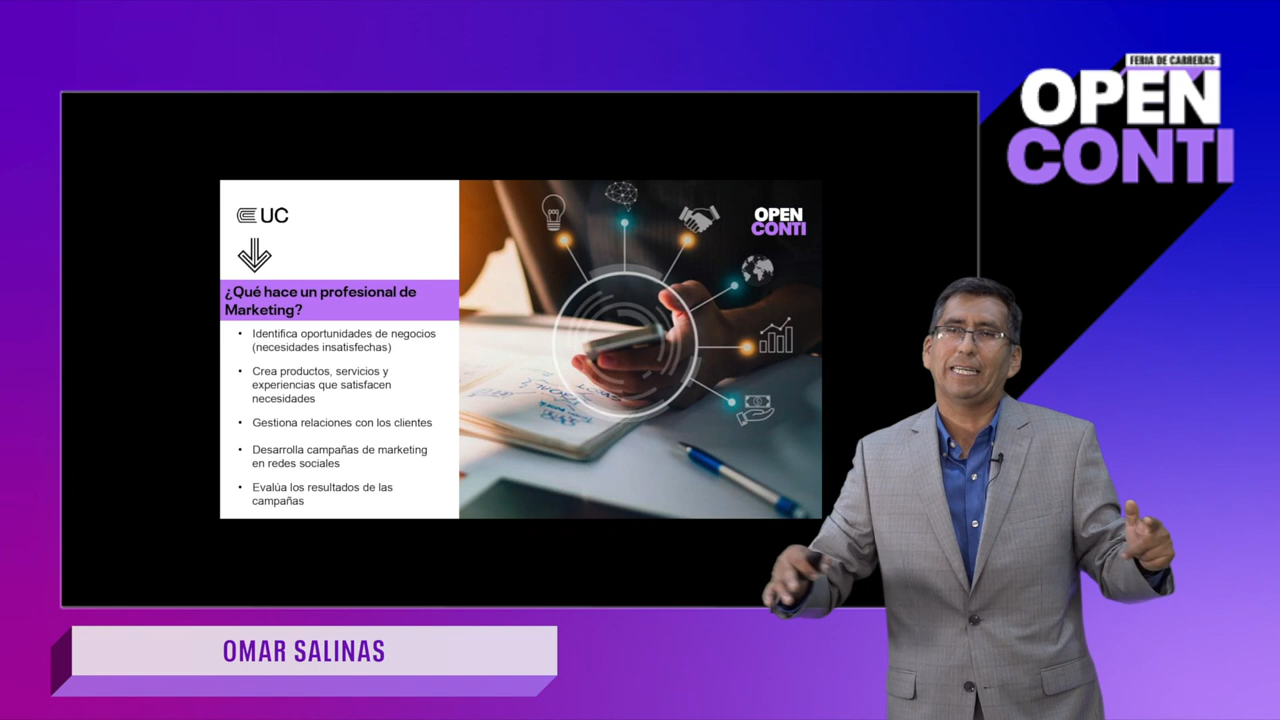 FERIA DE CARRERAS
OPEN
CONTI
UC
OPEN
CONTI
¿Qué hace un profesional de
Marketing?
• Identifica oportunidades de negocios
(necesidades insatisfechas)
• Crea productos, servicios y
experiencias que satisfacen
necesidades
• Gestiona relaciones con los clientes
• Desarrolla campañas de marketing
en redes sociales
• Evalúa los resultados de las
campañas
OMAR SALINAS